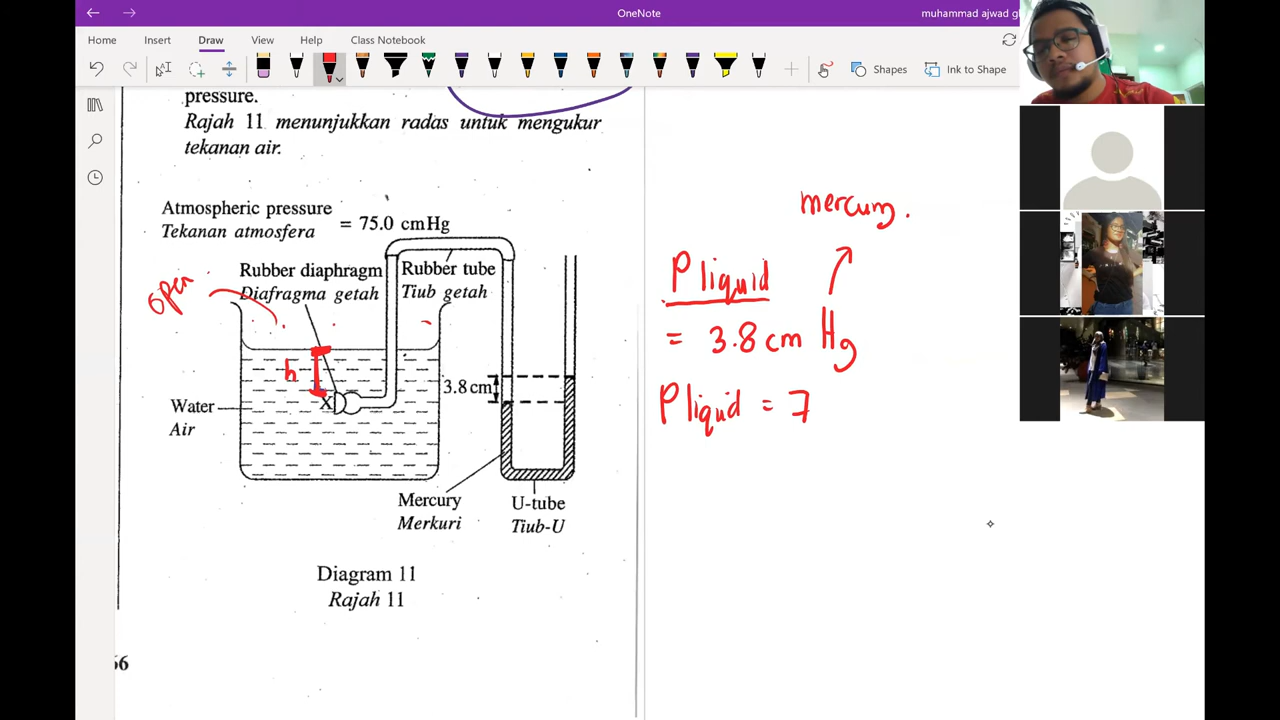 OneNote
muhammad ajwad gh
Home Insert Draw View Help Class Notebook
Shapes Ink to Shape
pressure.
Rajah 11 menunjukkan radas untuk mengukur
tekanan air.
Atmospheric pressure
Tekanan atmosfera
= 75.0 cmHg
Rubber diaphragm
Diafragma getah
Rubber tube
Tiub getah
open
h
X
3.8 cm
Water
Air
Mercury
Merkuri
U-tube
Tiub-U
Diagram 11
Rajah 11
66
mercury.
P liquid
= 3.8 cm Hg
P liquid = 7